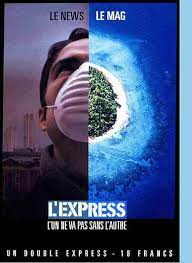 LE NEWS LE MAG
L'EXPRESS
L'UN NE VA PAS SANS L'AUTRE
UN DOUBLE EXPRESS - 18 FRANCS